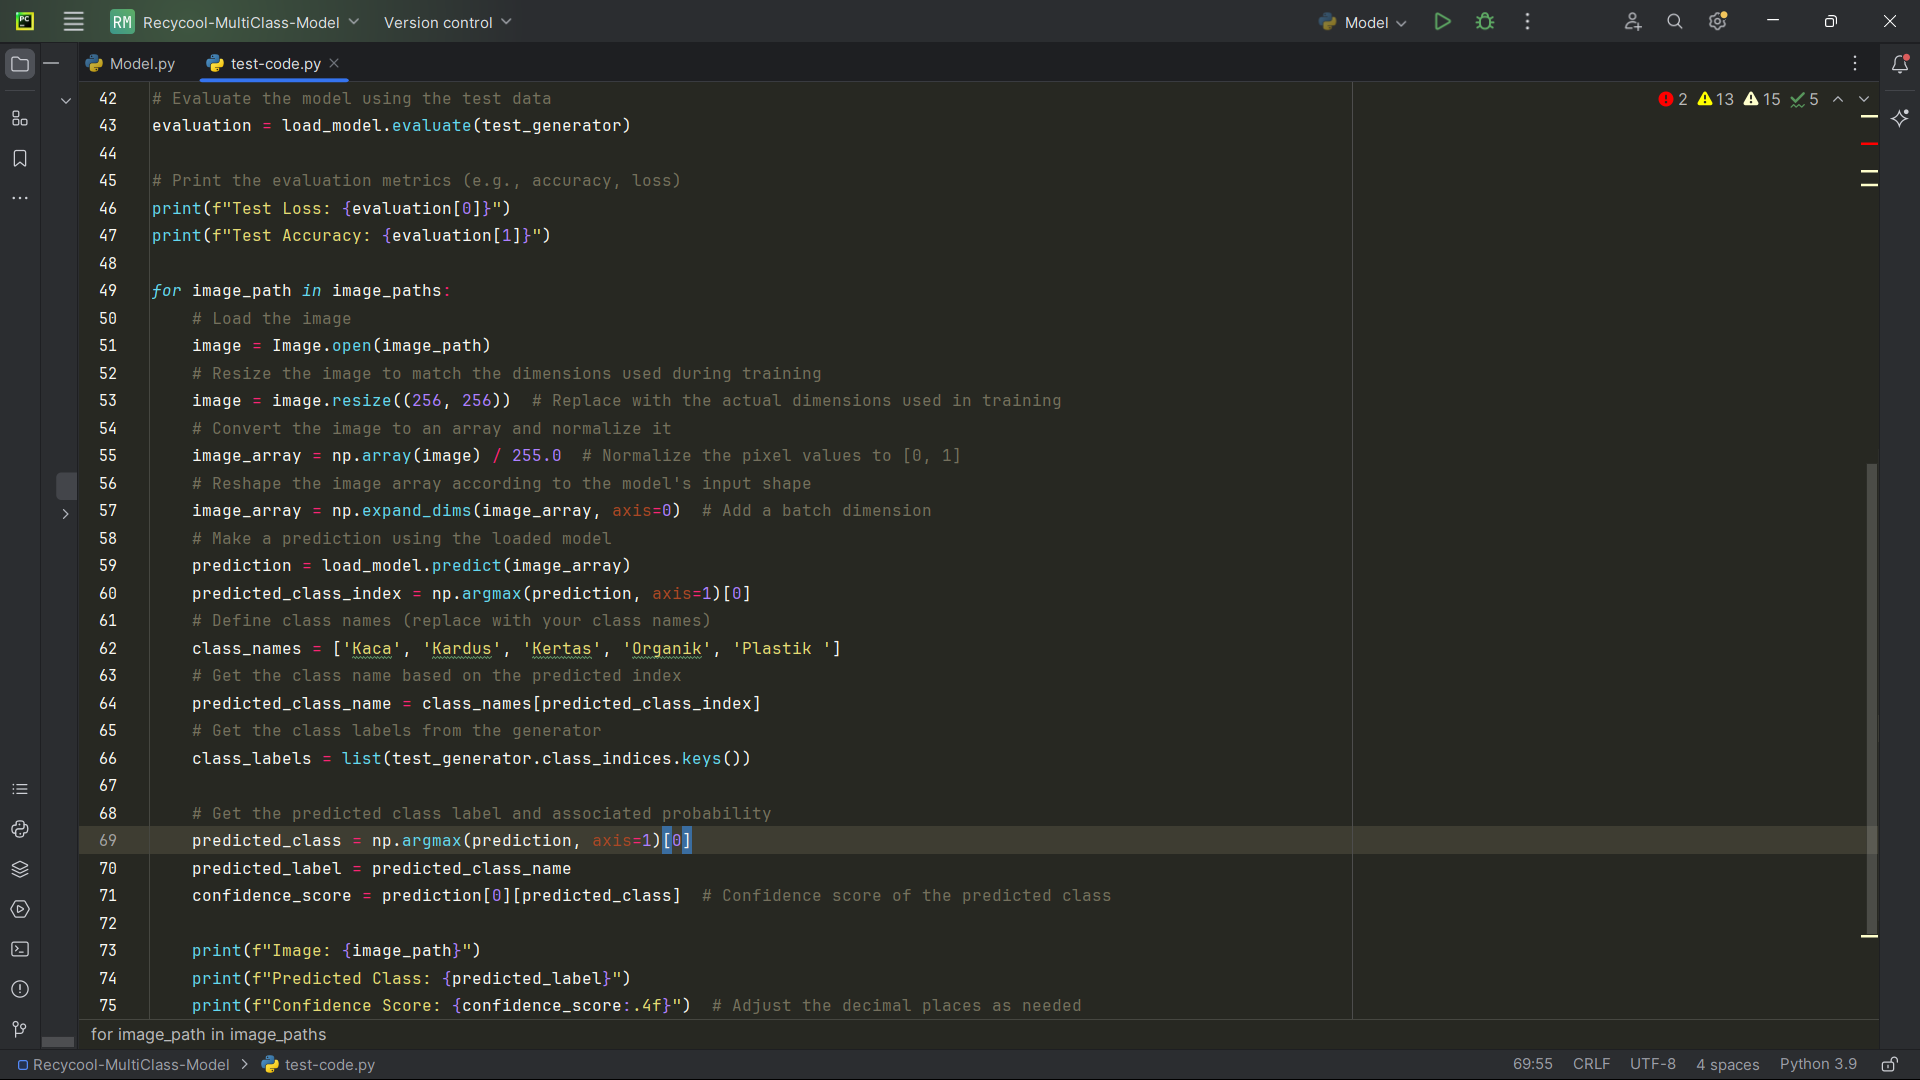 PC RM Recycool-MultiClass-Model Version control Model
Model.py test-code.py
2 13 15 5
42 # Evaluate the model using the test data
43 evaluation = load_model.evaluate(test_generator)
44
45 # Print the evaluation metrics (e.g., accuracy, loss)
46 print(f"Test Loss: {evaluation[0]}")
47 print(f"Test Accuracy: {evaluation[1]}")
48
49 for image_path in image_paths:
50     # Load the image
51     image = Image.open(image_path)
52     # Resize the image to match the dimensions used during training
53     image = image.resize((256, 256))  # Replace with the actual dimensions used in training
54     # Convert the image to an array and normalize it
55     image_array = np.array(image) / 255.0  # Normalize the pixel values to [0, 1]
56     # Reshape the image array according to the model's input shape
57     image_array = np.expand_dims(image_array, axis=0)  # Add a batch dimension
58     # Make a prediction using the loaded model
59     prediction = load_model.predict(image_array)
60     predicted_class_index = np.argmax(prediction, axis=1)[0]
61     # Define class names (replace with your class names)
62     class_names = ['Kaca', 'Kardus', 'Kertas', 'Organik', 'Plastik ']
63     # Get the class name based on the predicted index
64     predicted_class_name = class_names[predicted_class_index]
65     # Get the class labels from the generator
66     class_labels = list(test_generator.class_indices.keys())
67
68     # Get the predicted class label and associated probability
69     predicted_class = np.argmax(prediction, axis=1)[0]
70     predicted_label = predicted_class_name
71     confidence_score = prediction[0][predicted_class]  # Confidence score of the predicted class
72
73     print(f"Image: {image_path}")
74     print(f"Predicted Class: {predicted_label}")
75     print(f"Confidence Score: {confidence_score:.4f}")  # Adjust the decimal places as needed
for image_path in image_paths
Recycool-MultiClass-Model > test-code.py 69:55 CRLF UTF-8 4 spaces Python 3.9